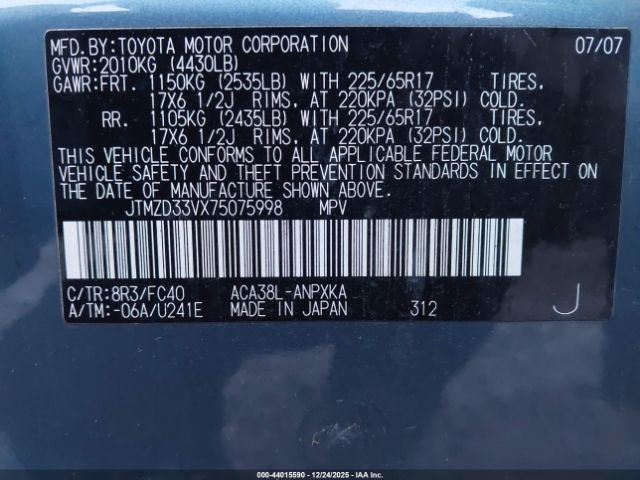 MFD.BY:TOYOTA MOTOR CORPORATION 07/07
GVWR:2010KG (4430LB)
GAWR:FRT. 1150KG (2535LB) WITH 225/65R17 TIRES,
17X6 1/2J RIMS, AT 220KPA (32PSI) COLD.
RR. 1105KG (2435LB) WITH 225/65R17 TIRES,
17X6 1/2J RIMS, AT 220KPA (32PSI) COLD.
THIS VEHICLE CONFORMS TO ALL APPLICABLE FEDERAL MOTOR
VEHICLE SAFETY AND THEFT PREVENTION STANDARDS IN EFFECT ON
THE DATE OF MANUFACTURE SHOWN ABOVE.
JTMZD33VX75075998 MPV
C/TR:8R3/FC40 ACA38L-ANPXKA
A/TM:-06A/U241E MADE IN JAPAN 312 J
000-44015590 - 12/24/2025 - IAA, Inc.